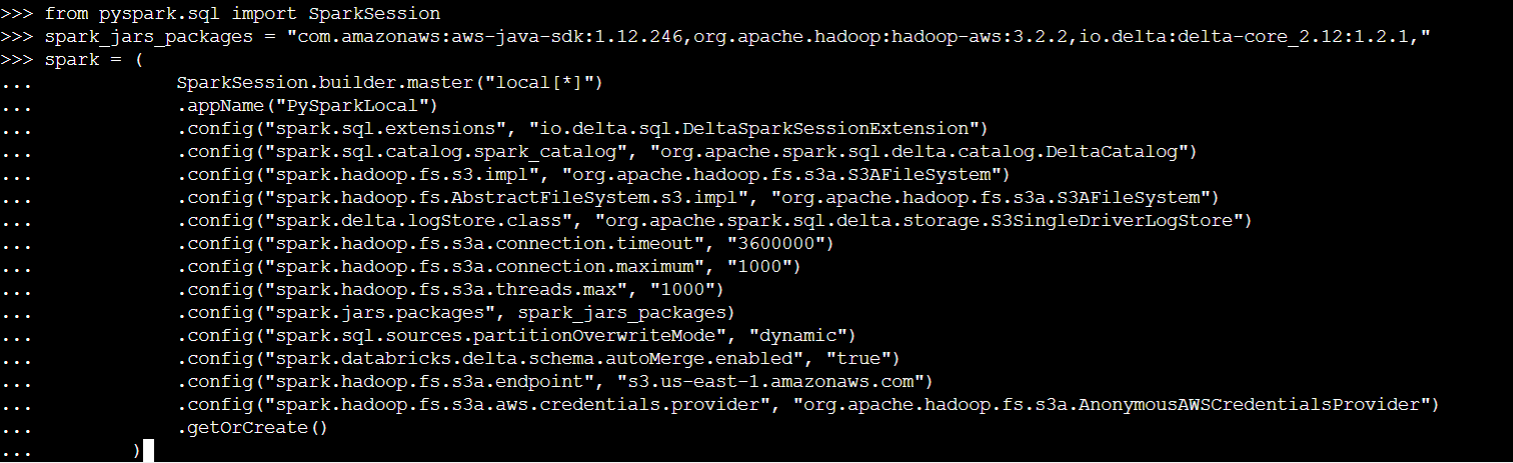 >>> from pyspark.sql import SparkSession
>>> spark_jars_packages = "com.amazonaws:aws-java-sdk:1.12.246,org.apache.hadoop:hadoop-aws:3.2.2,io.delta:delta-core_2.12:1.2.1,"
>>> spark = (
...             SparkSession.builder.master("local[*]")
...             .appName("PySparkLocal")
...             .config("spark.sql.extensions", "io.delta.sql.DeltaSparkSessionExtension")
...             .config("spark.sql.catalog.spark_catalog", "org.apache.spark.sql.delta.catalog.DeltaCatalog")
...             .config("spark.hadoop.fs.s3.impl", "org.apache.hadoop.fs.s3a.S3AFileSystem")
...             .config("spark.hadoop.fs.AbstractFileSystem.s3.impl", "org.apache.hadoop.fs.s3a.S3AFileSystem")
...             .config("spark.delta.logStore.class", "org.apache.spark.sql.delta.storage.S3SingleDriverLogStore")
...             .config("spark.hadoop.fs.s3a.connection.timeout", "3600000")
...             .config("spark.hadoop.fs.s3a.connection.maximum", "1000")
...             .config("spark.hadoop.fs.s3a.threads.max", "1000")
...             .config("spark.jars.packages", spark_jars_packages)
...             .config("spark.sql.sources.partitionOverwriteMode", "dynamic")
...             .config("spark.databricks.delta.schema.autoMerge.enabled", "true")
...             .config("spark.hadoop.fs.s3a.endpoint", "s3.us-east-1.amazonaws.com")
...             .config("spark.hadoop.fs.s3a.aws.credentials.provider", "org.apache.hadoop.fs.s3a.AnonymousAWSCredentialsProvider")
...             .getOrCreate()
...         )